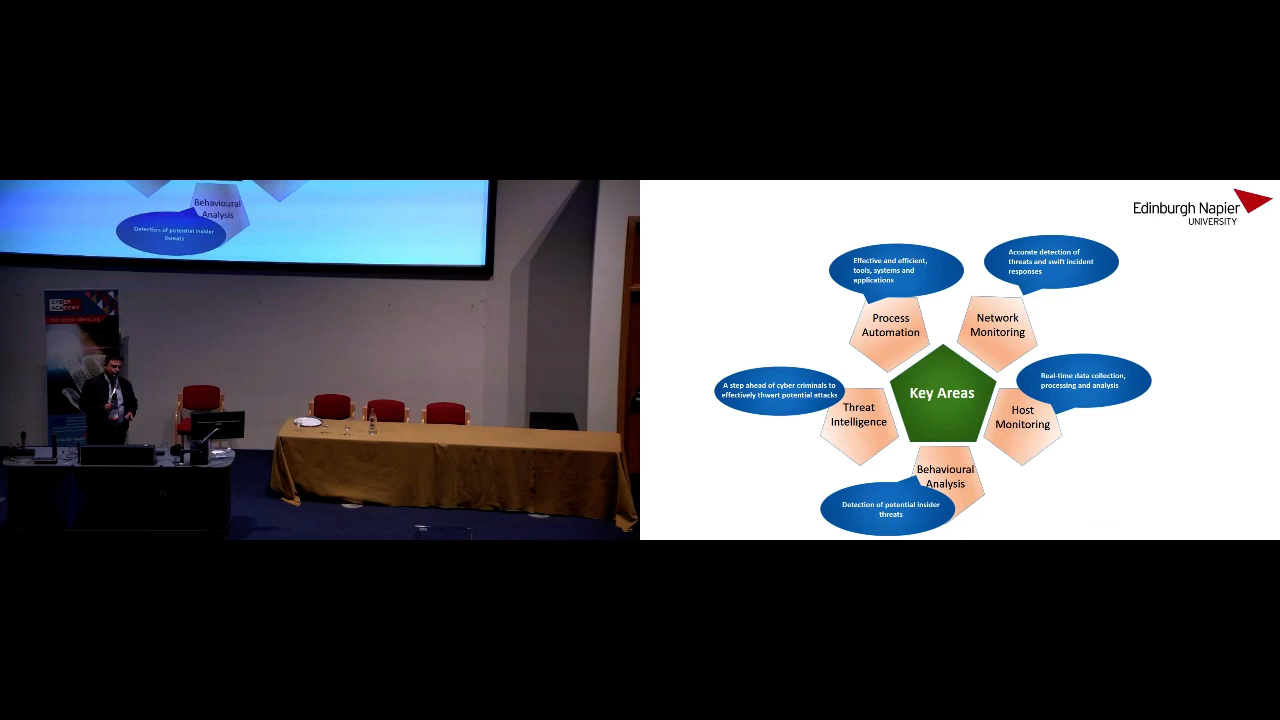 Behavioural
Analysis
Detection of potential insider
threats
Edinburgh Napier
UNIVERSITY
Effective and efficient,
tools, systems and
applications
Accurate detection of
threats and swift incident
responses
Process
Automation
Network
Monitoring
A step ahead of cyber criminals to
effectively thwart potential attacks
Key Areas
Real-time data collection,
processing and analysis
Threat
Intelligence
Host
Monitoring
Behavioural
Analysis
Detection of potential insider
threats